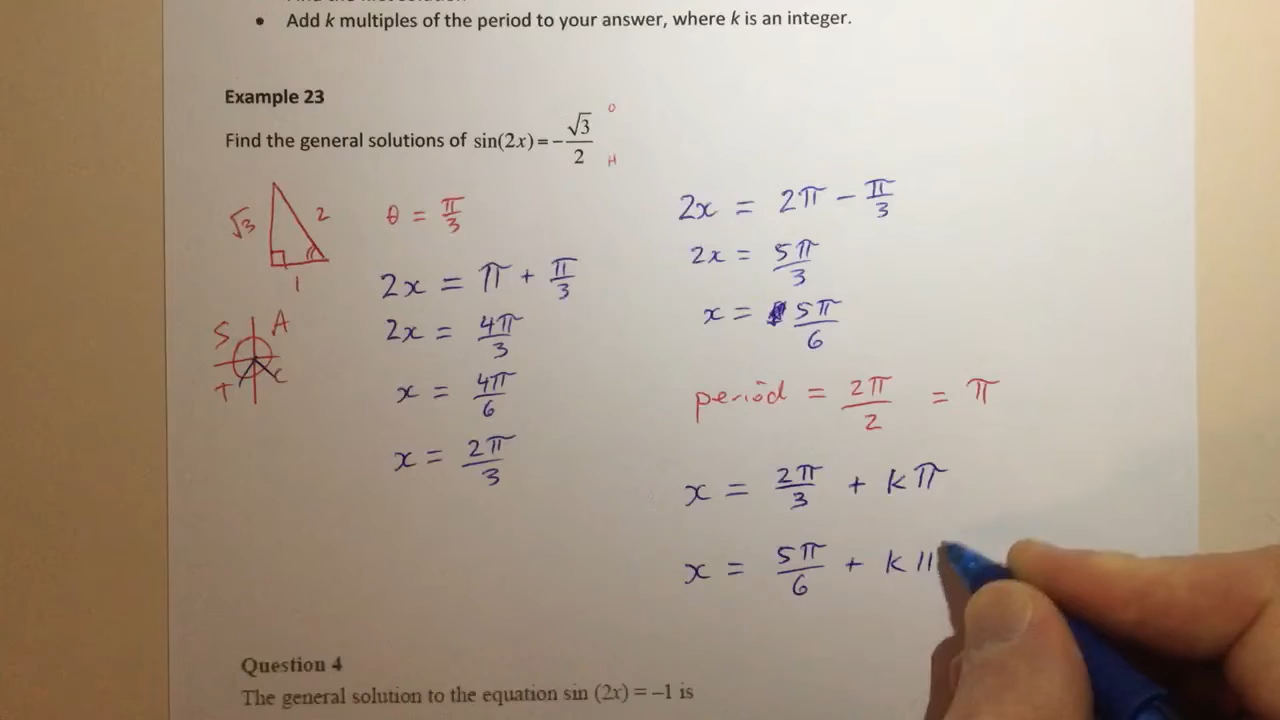 • Add k multiples of the period to your answer, where k is an integer.
Example 23
Find the general solutions of sin(2x) = -√3/2
O
H
√3 2
1
θ = π/3
S A
T C
2x = π + π/3
2x = 4π/3
x = 4π/6
x = 2π/3
2x = 2π - π/3
2x = 5π/3
x = 5π/6
period = 2π/2 = π
x = 2π/3 + kπ
x = 5π/6 + k
Question 4
The general solution to the equation sin (2x) = –1 is